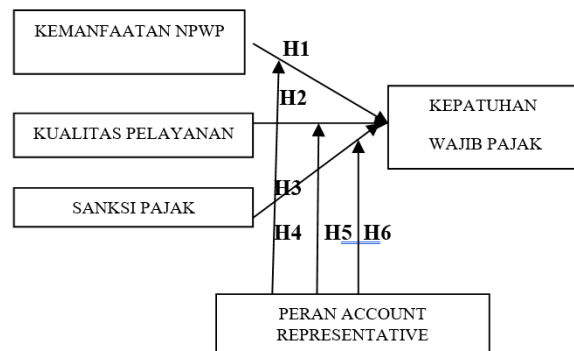 KEMANFAATAN NPWP
H1
H2
KEPATUHAN
WAJIB PAJAK
KUALITAS PELAYANAN
H3
SANKSI PAJAK
H4
H5
H6
PERAN ACCOUNT
REPRESENTATIVE